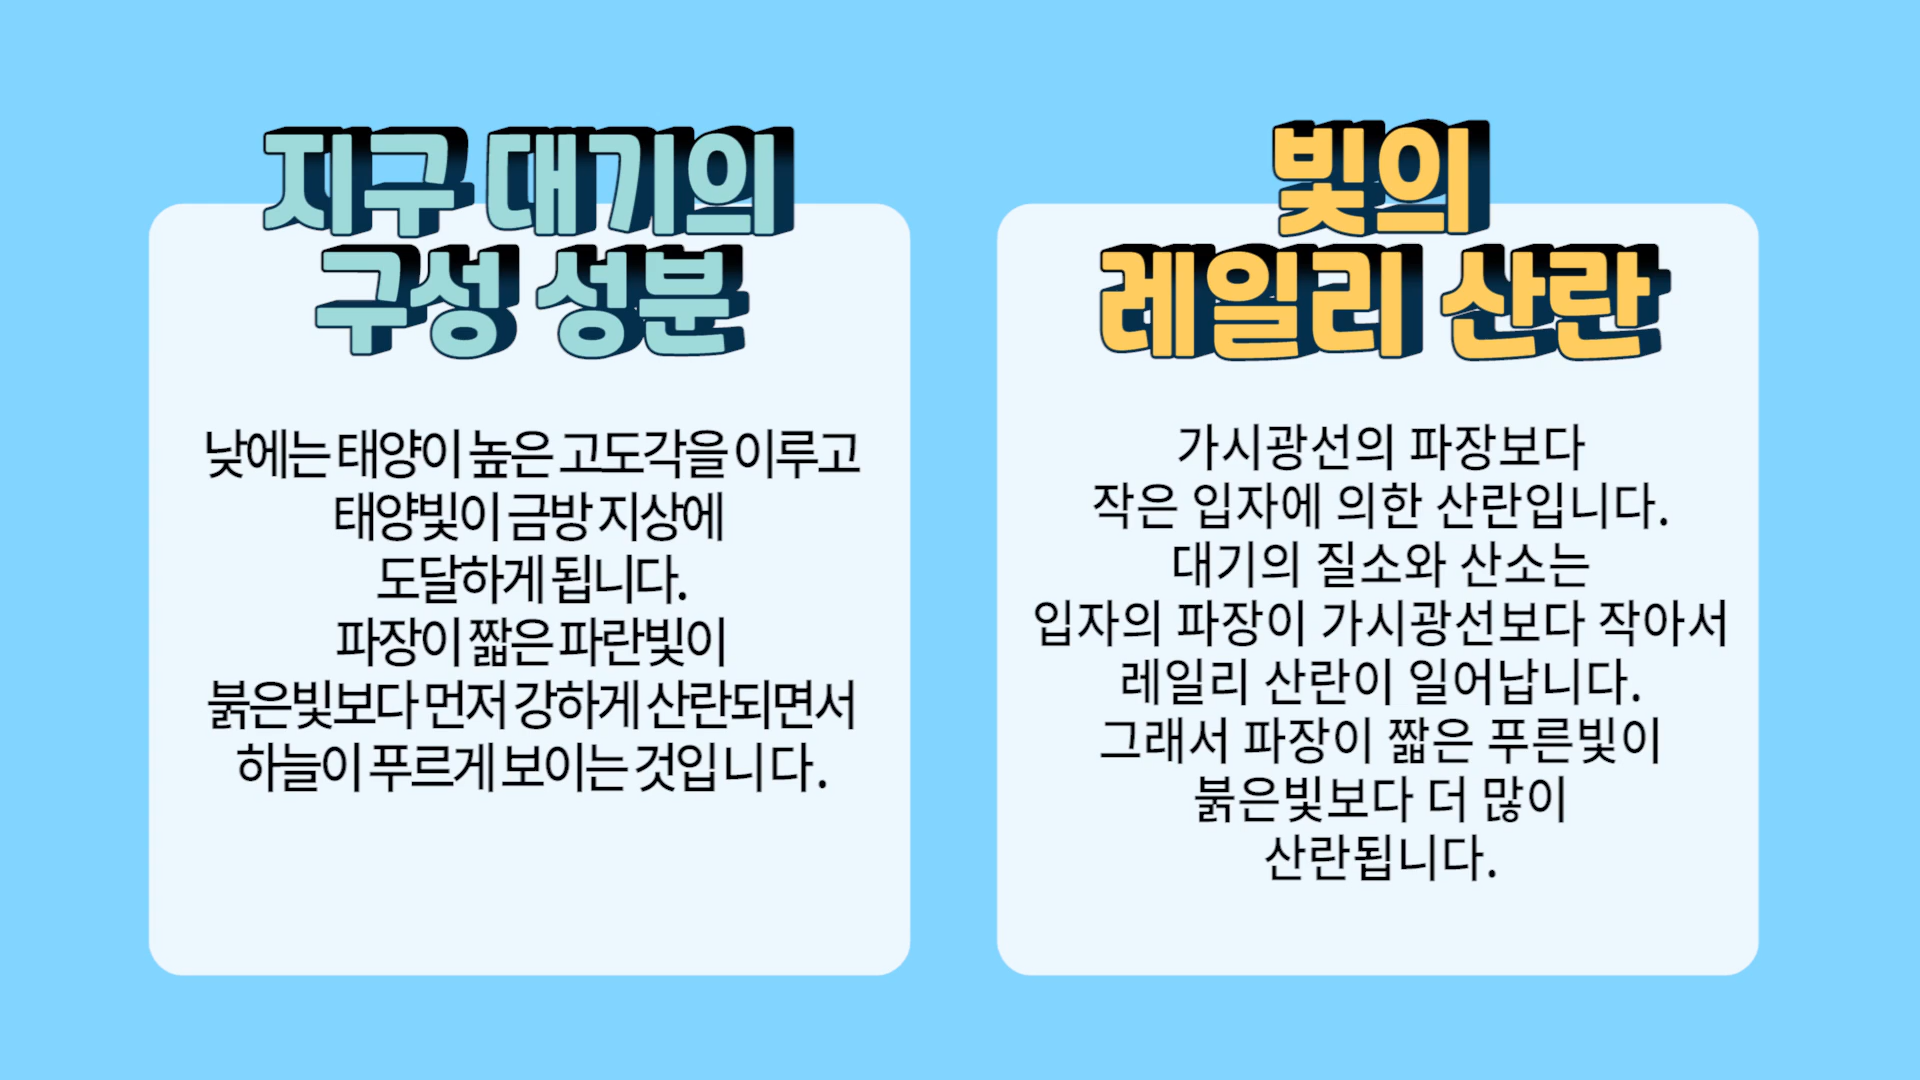 지구 대기의
구성 성분
낮에는 태양이 높은 고도각을 이루고
태양빛이 금방 지상에
도달하게 됩니다.
파장이 짧은 파란빛이
붉은빛보다 먼저 강하게 산란되면서
하늘이 푸르게 보이는 것입니다.
빛의
레일리 산란
가시광선의 파장보다
작은 입자에 의한 산란입니다.
대기의 질소와 산소는
입자의 파장이 가시광선보다 작아서
레일리 산란이 일어납니다.
그래서 파장이 짧은 푸른빛이
붉은빛보다 더 많이
산란됩니다.